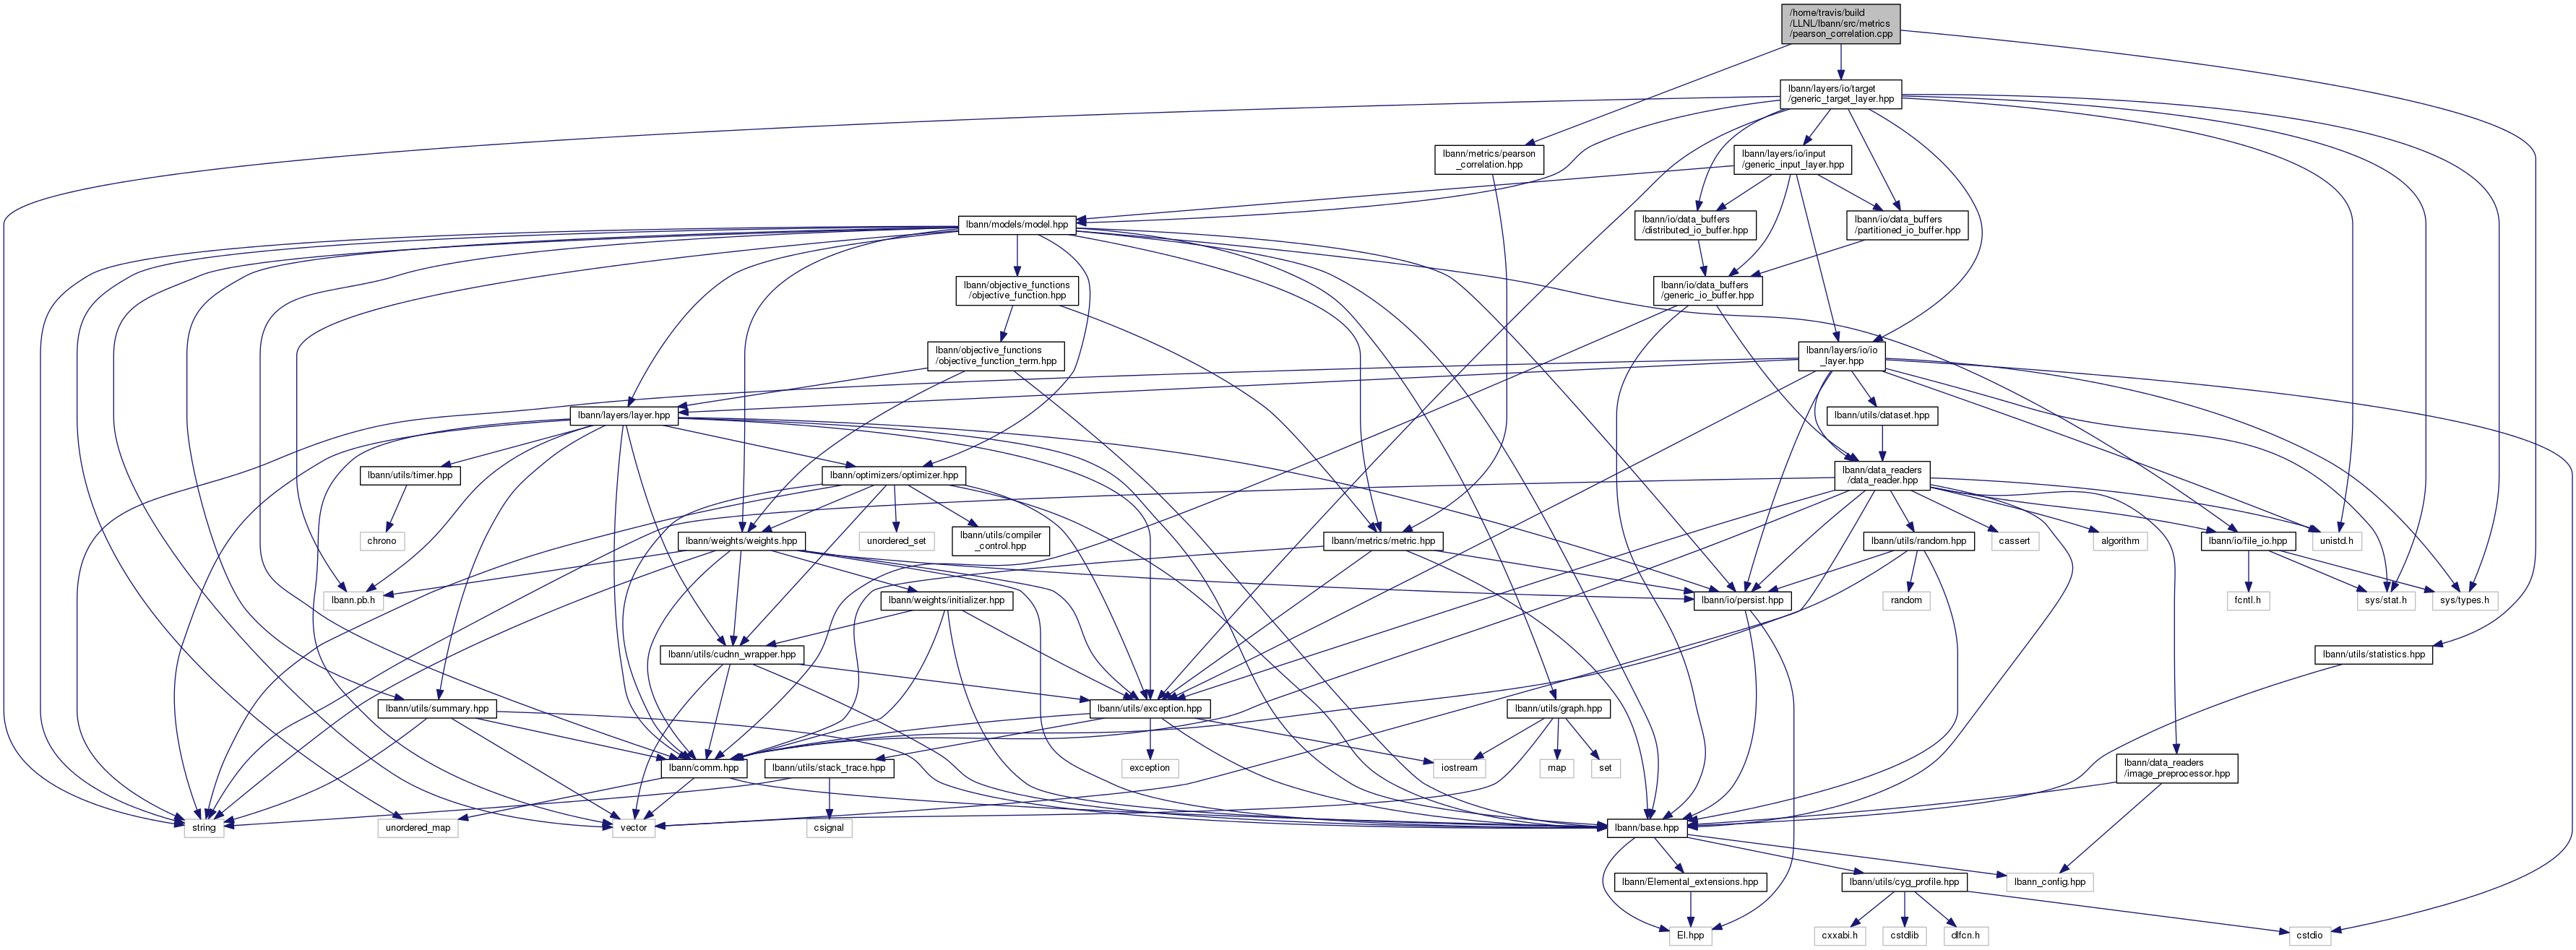 /home/travis/build
/LLNL/lbann/src/metrics
/pearson_correlation.cpp
lbann/layers/io/target
/generic_target_layer.hpp
lbann/metrics/pearson
_correlation.hpp
lbann/layers/io/input
/generic_input_layer.hpp
lbann/models/model.hpp
lbann/io/data_buffers
/distributed_io_buffer.hpp
lbann/io/data_buffers
/partitioned_io_buffer.hpp
lbann/objective_functions
/objective_function.hpp
lbann/io/data_buffers
/generic_io_buffer.hpp
lbann/objective_functions
/objective_function_term.hpp
lbann/layers/io/io
_layer.hpp
lbann/layers/layer.hpp
lbann/utils/dataset.hpp
lbann/utils/timer.hpp
lbann/optimizers/optimizer.hpp
lbann/data_readers
/data_reader.hpp
chrono
lbann/weights/weights.hpp
unordered_set
lbann/utils/compiler
_control.hpp
lbann/metrics/metric.hpp
lbann/utils/random.hpp
cassert
algorithm
lbann/io/file_io.hpp
unistd.h
lbann.pb.h
lbann/weights/initializer.hpp
lbann/io/persist.hpp
random
fcntl.h
sys/stat.h
sys/types.h
lbann/utils/cudnn_wrapper.hpp
lbann/utils/statistics.hpp
lbann/utils/summary.hpp
lbann/utils/exception.hpp
lbann/utils/graph.hpp
lbann/comm.hpp
lbann/utils/stack_trace.hpp
exception
iostream
map
set
lbann/data_readers
/image_preprocessor.hpp
string
unordered_map
vector
csignal
lbann/base.hpp
lbann/Elemental_extensions.hpp
lbann/utils/cyg_profile.hpp
lbann_config.hpp
El.hpp
cxxabi.h
cstdlib
dlfcn.h
cstdio